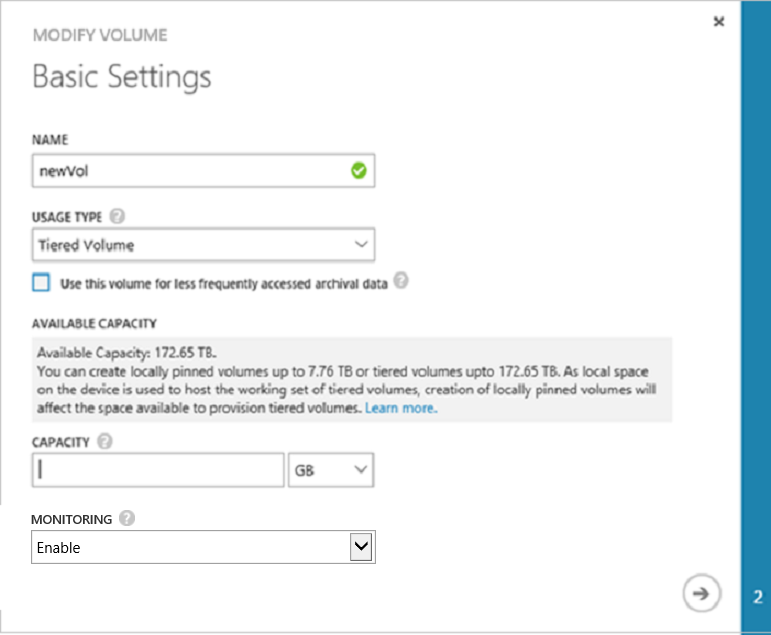 MODIFY VOLUME
Basic Settings
NAME
newVol
USAGE TYPE ?
Tiered Volume
Use this volume for less frequently accessed archival data ?
AVAILABLE CAPACITY
Available Capacity: 172.65 TB.
You can create locally pinned volumes up to 7.76 TB or tiered volumes upto 172.65 TB. As local space
on the device is used to host the working set of tiered volumes, creation of locally pinned volumes will
affect the space available to provision tiered volumes. Learn more.
CAPACITY ?
GB
MONITORING ?
Enable
2